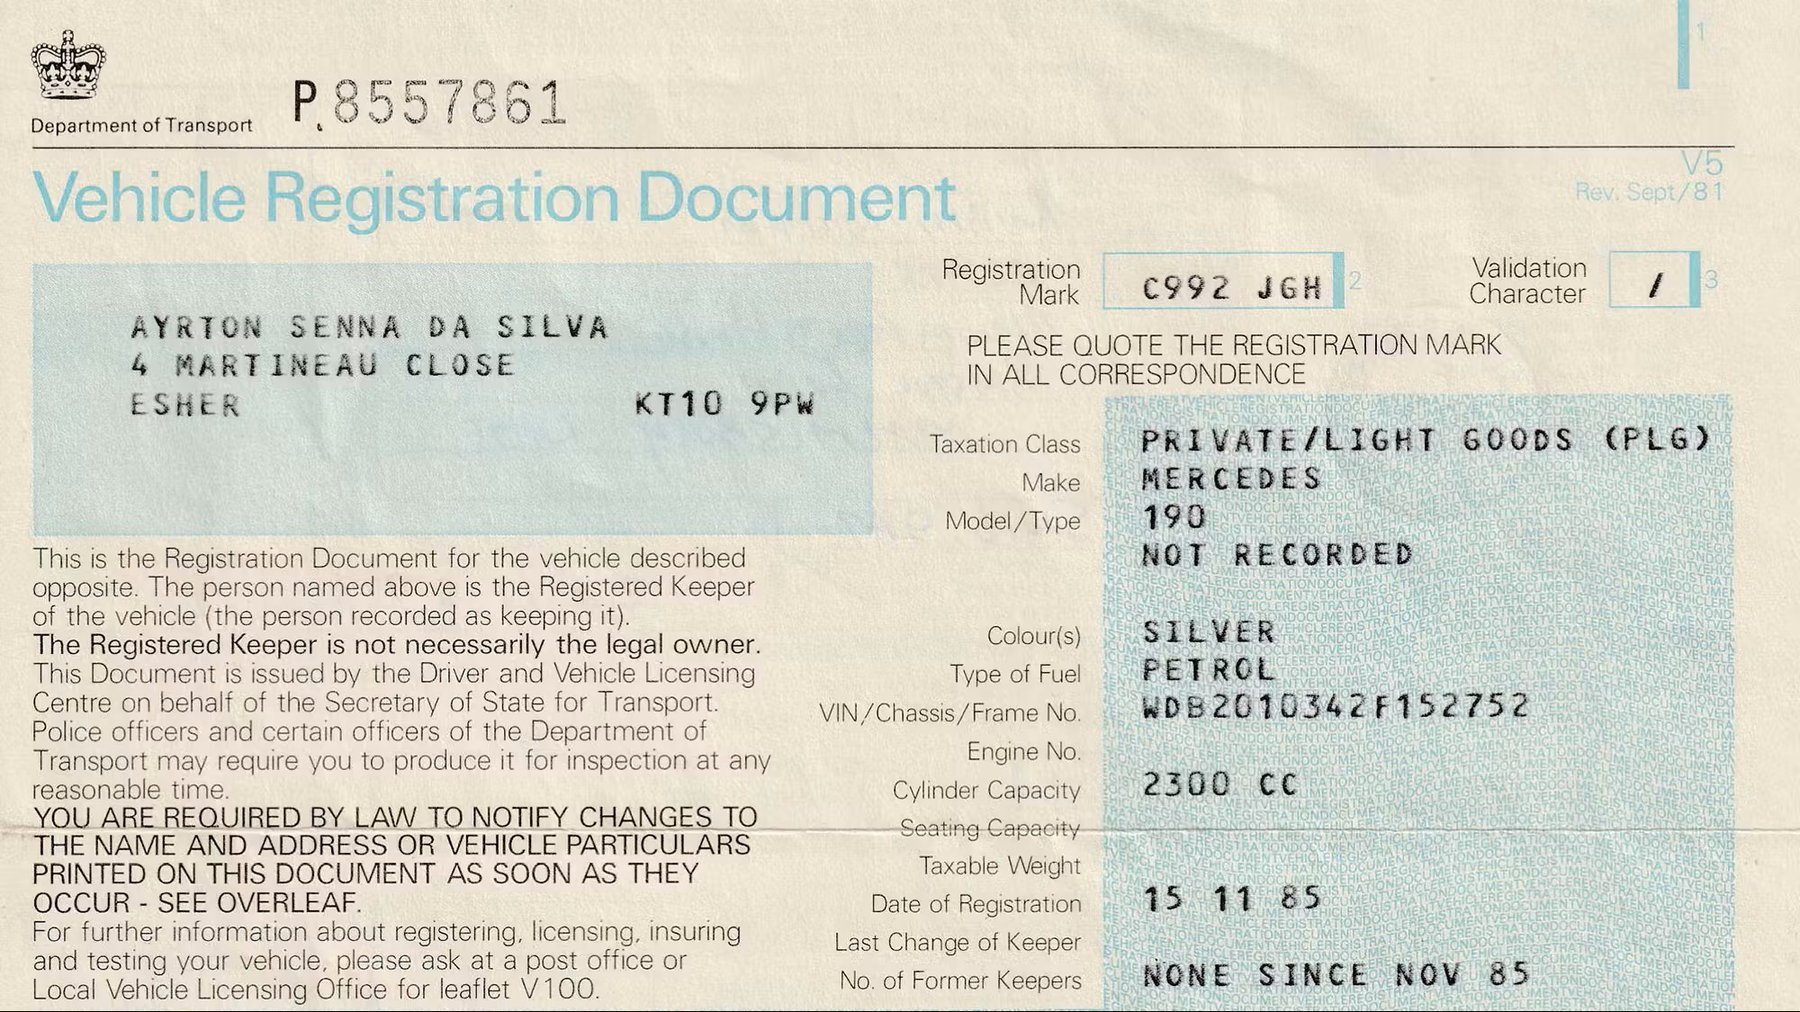 1
P.8557861
Department of Transport
Vehicle Registration Document
V5
Rev. Sept/81
AYRTON SENNA DA SILVA
4 MARTINEAU CLOSE
ESHER KT10 9PW
This is the Registration Document for the vehicle described
opposite. The person named above is the Registered Keeper
of the vehicle (the person recorded as keeping it).
The Registered Keeper is not necessarily the legal owner.
This Document is issued by the Driver and Vehicle Licensing
Centre on behalf of the Secretary of State for Transport.
Police officers and certain officers of the Department of
Transport may require you to produce it for inspection at any
reasonable time.
YOU ARE REQUIRED BY LAW TO NOTIFY CHANGES TO
THE NAME AND ADDRESS OR VEHICLE PARTICULARS
PRINTED ON THIS DOCUMENT AS SOON AS THEY
OCCUR - SEE OVERLEAF.
For further information about registering, licensing, insuring
and testing your vehicle, please ask at a post office or
Local Vehicle Licensing Office for leaflet V100.
Registration
Mark
C992 JGH 2
Validation
Character
/ 3
PLEASE QUOTE THE REGISTRATION MARK
IN ALL CORRESPONDENCE
Taxation Class PRIVATE/LIGHT GOODS (PLG)
Make MERCEDES
Model/Type 190
NOT RECORDED
Colour(s) SILVER
Type of Fuel PETROL
VIN/Chassis/Frame No. WDB2010342F152752
Engine No.
Cylinder Capacity 2300 CC
Seating Capacity
Taxable Weight
Date of Registration 15 11 85
Last Change of Keeper
No. of Former Keepers NONE SINCE NOV 85